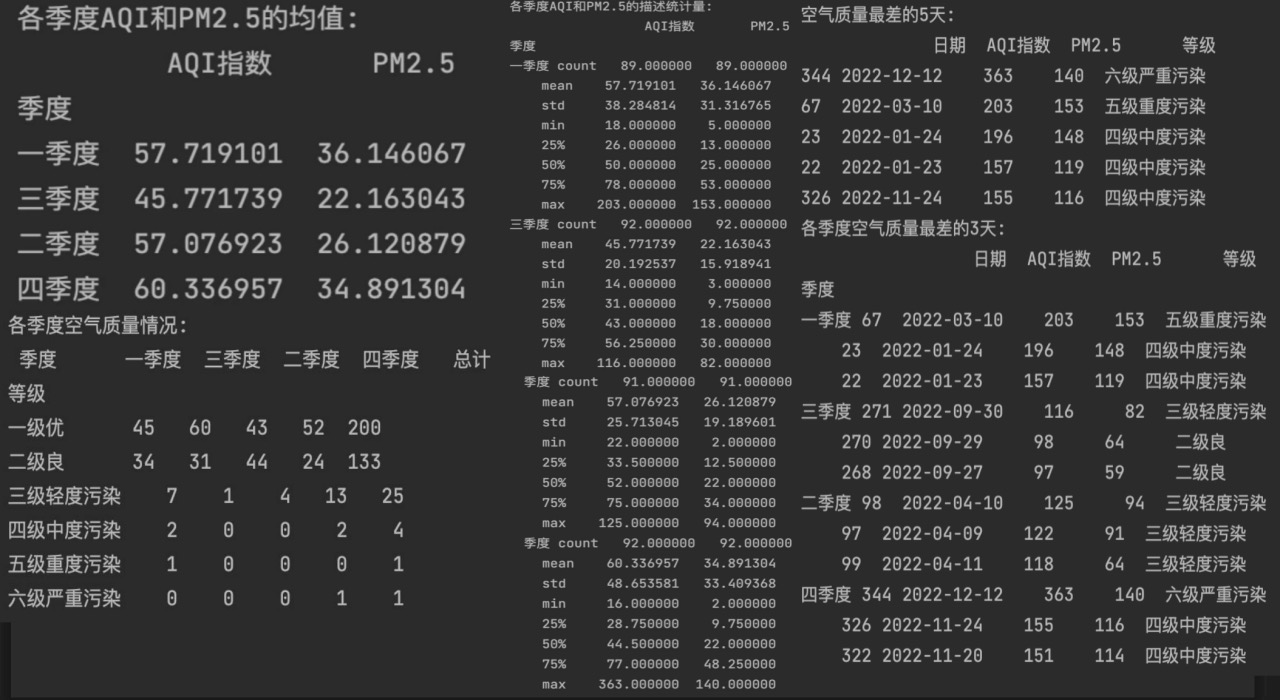 各季度AQI和PM2.5的均值:
AQI指数 PM2.5
季度
一季度 57.719101 36.146067
三季度 45.771739 22.163043
二季度 57.076923 26.120879
四季度 60.336957 34.891304
各季度空气质量情况:
季度 一季度 三季度 二季度 四季度 总计
等级
一级优 45 60 43 52 200
二级良 34 31 44 24 133
三级轻度污染 7 1 4 13 25
四级中度污染 2 0 0 2 4
五级重度污染 1 0 0 0 1
六级严重污染 0 0 0 1 1
各季度AQI和PM2.5的描述统计量:
AQI指数 PM2.5
季度
一季度 count 89.000000 89.000000
mean 57.719101 36.146067
std 38.284814 31.316765
min 18.000000 5.000000
25% 26.000000 13.000000
50% 50.000000 25.000000
75% 78.000000 53.000000
max 203.000000 153.000000
三季度 count 92.000000 92.000000
mean 45.771739 22.163043
std 20.192537 15.918941
min 14.000000 3.000000
25% 31.000000 9.750000
50% 43.000000 18.000000
75% 56.250000 30.000000
max 116.000000 82.000000
季度 count 91.000000 91.000000
mean 57.076923 26.120879
std 25.713045 19.189601
min 22.000000 2.000000
25% 33.500000 12.500000
50% 52.000000 22.000000
75% 75.000000 34.000000
max 125.000000 94.000000
季度 count 92.000000 92.000000
mean 60.336957 34.891304
std 48.653581 33.409368
min 16.000000 2.000000
25% 28.750000 9.750000
50% 44.500000 22.000000
75% 77.000000 48.250000
max 363.000000 140.000000
空气质量最差的5天:
日期 AQI指数 PM2.5 等级
344 2022-12-12 363 140 六级严重污染
67 2022-03-10 203 153 五级重度污染
23 2022-01-24 196 148 四级中度污染
22 2022-01-23 157 119 四级中度污染
326 2022-11-24 155 116 四级中度污染
各季度空气质量最差的3天:
日期 AQI指数 PM2.5 等级
季度
一季度 67 2022-03-10 203 153 五级重度污染
23 2022-01-24 196 148 四级中度污染
22 2022-01-23 157 119 四级中度污染
三季度 271 2022-09-30 116 82 三级轻度污染
270 2022-09-29 98 64 二级良
268 2022-09-27 97 59 二级良
二季度 98 2022-04-10 125 94 三级轻度污染
97 2022-04-09 122 91 三级轻度污染
99 2022-04-11 118 64 三级轻度污染
四季度 344 2022-12-12 363 140 六级严重污染
326 2022-11-24 155 116 四级中度污染
322 2022-11-20 151 114 四级中度污染